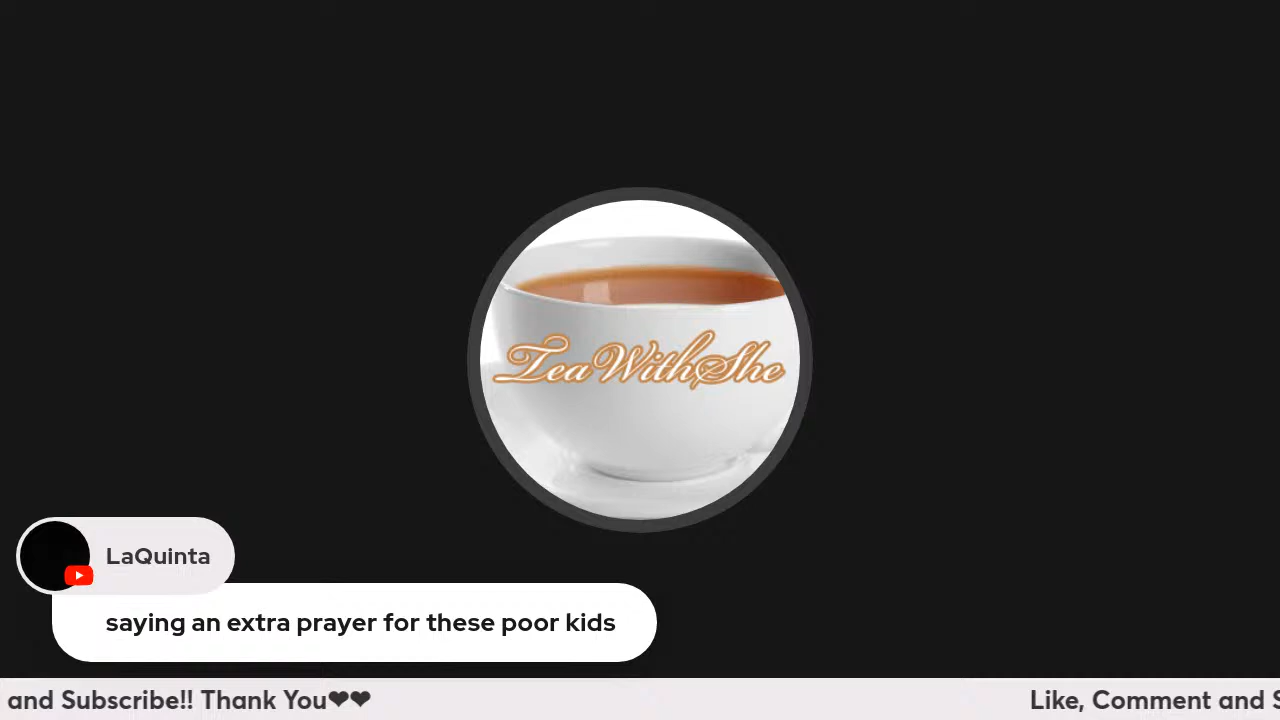 TeaWithShe
LaQuinta
saying an extra prayer for these poor kids
and Subscribe!! Thank You❤❤ Like, Comment and S